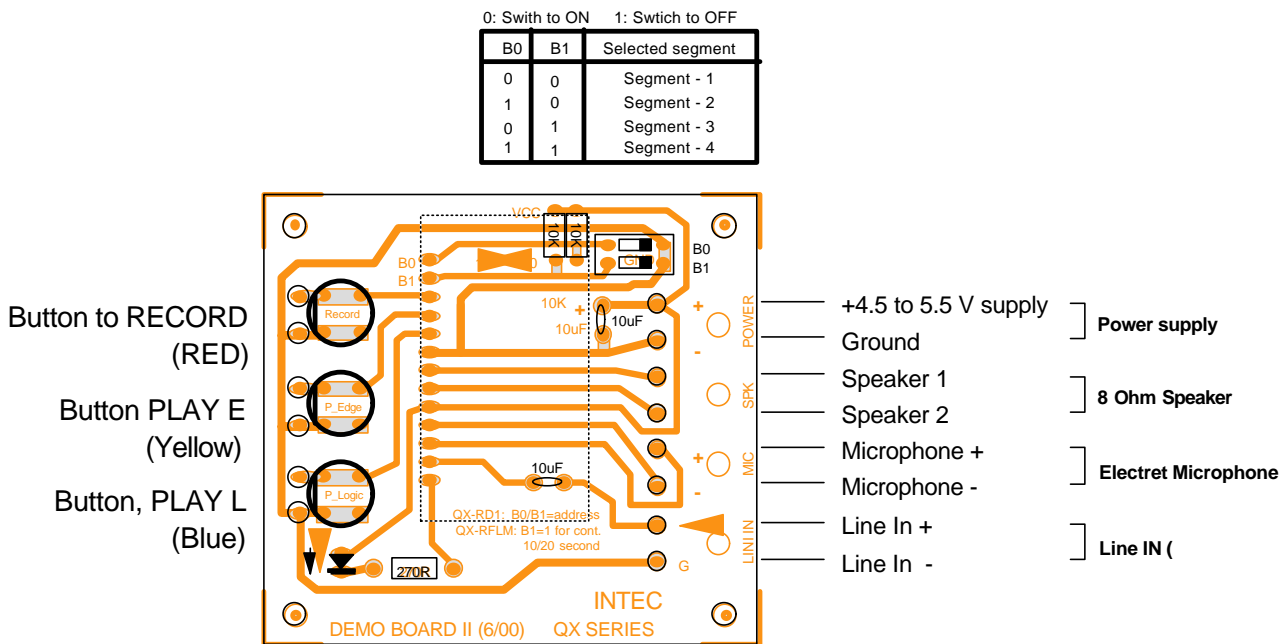 0: Swith to ON 1: Swtich to OFF
B0 B1 Selected segment
0 0 Segment - 1
1 0 Segment - 2
0 1 Segment - 3
1 1 Segment - 4
VCC
10K 10K
B0
B1
B0
B1
Record
10K
+
10uF
10uF
+
-
POWER
P_Edge
SPK
P_Logic
10uF
+
-
MIC
QX-RD1: B0/B1=address
QX-RFLM: B1=1 for cont.
10/20 second
LINI IN
G
270R
INTEC
DEMO BOARD II (6/00) QX SERIES
Button to RECORD
(RED)
Button PLAY E
(Yellow)
Button, PLAY L
(Blue)
+4.5 to 5.5 V supply
Ground
Power supply
Speaker 1
Speaker 2
8 Ohm Speaker
Microphone +
Microphone -
Electret Microphone
Line In +
Line In -
Line IN (